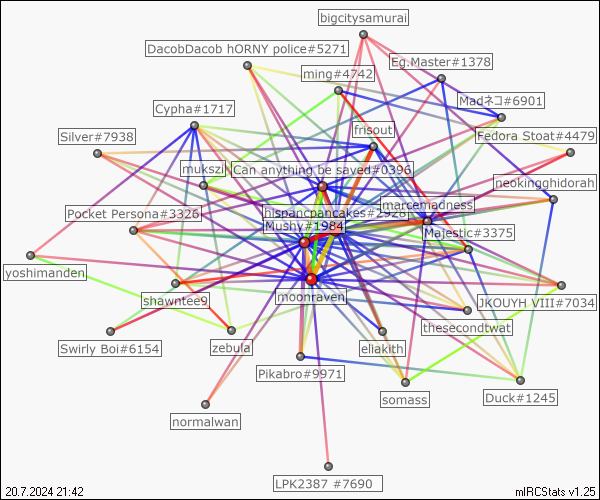 bigcitysamurai
DacobDacob hORNY police#5271
Eg.Master#1378
ming#4742
Madネコ#6901
Cypha#1717
frisout
Fedora Stoat#4479
Silver#7938
mukszil
Can anything be sayed#0396
neokingghidorah
marcemadness
Pocket Persona#3326
hispancpancakes#2928
Mushy#1984
Majestic#3375
yoshimanden
moonraven
shawntee9
JKOUYH VIII#7034
thesecondtwat
Swirly Boi#6154
zebula
eliakith
Pikabro#9971
somass
Duck#1245
normalwan
LPK2387 #7690
20.7.2024 21:42
mIRCStats v1.25